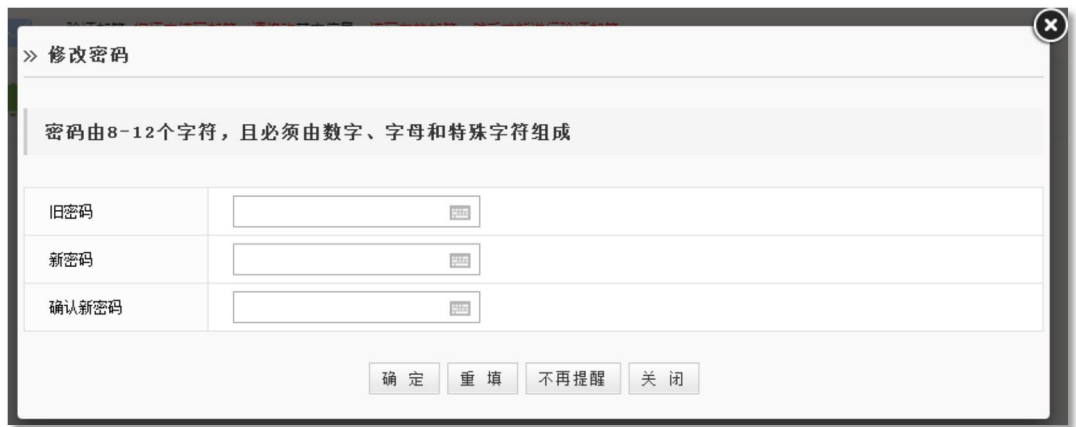 » 修改密码
密码由8-12个字符，且必须由数字、字母和特殊字符组成
旧密码
新密码
确认新密码
确 定 重 填 不再提醒 关 闭